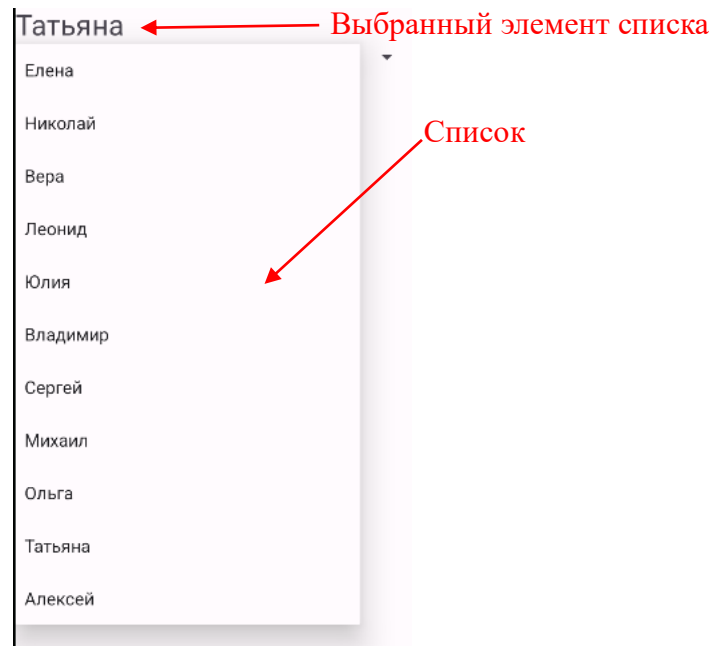 Татьяна
Выбранный элемент списка
Елена
Николай
Список
Вера
Леонид
Юлия
Владимир
Сергей
Михаил
Ольга
Татьяна
Алексей